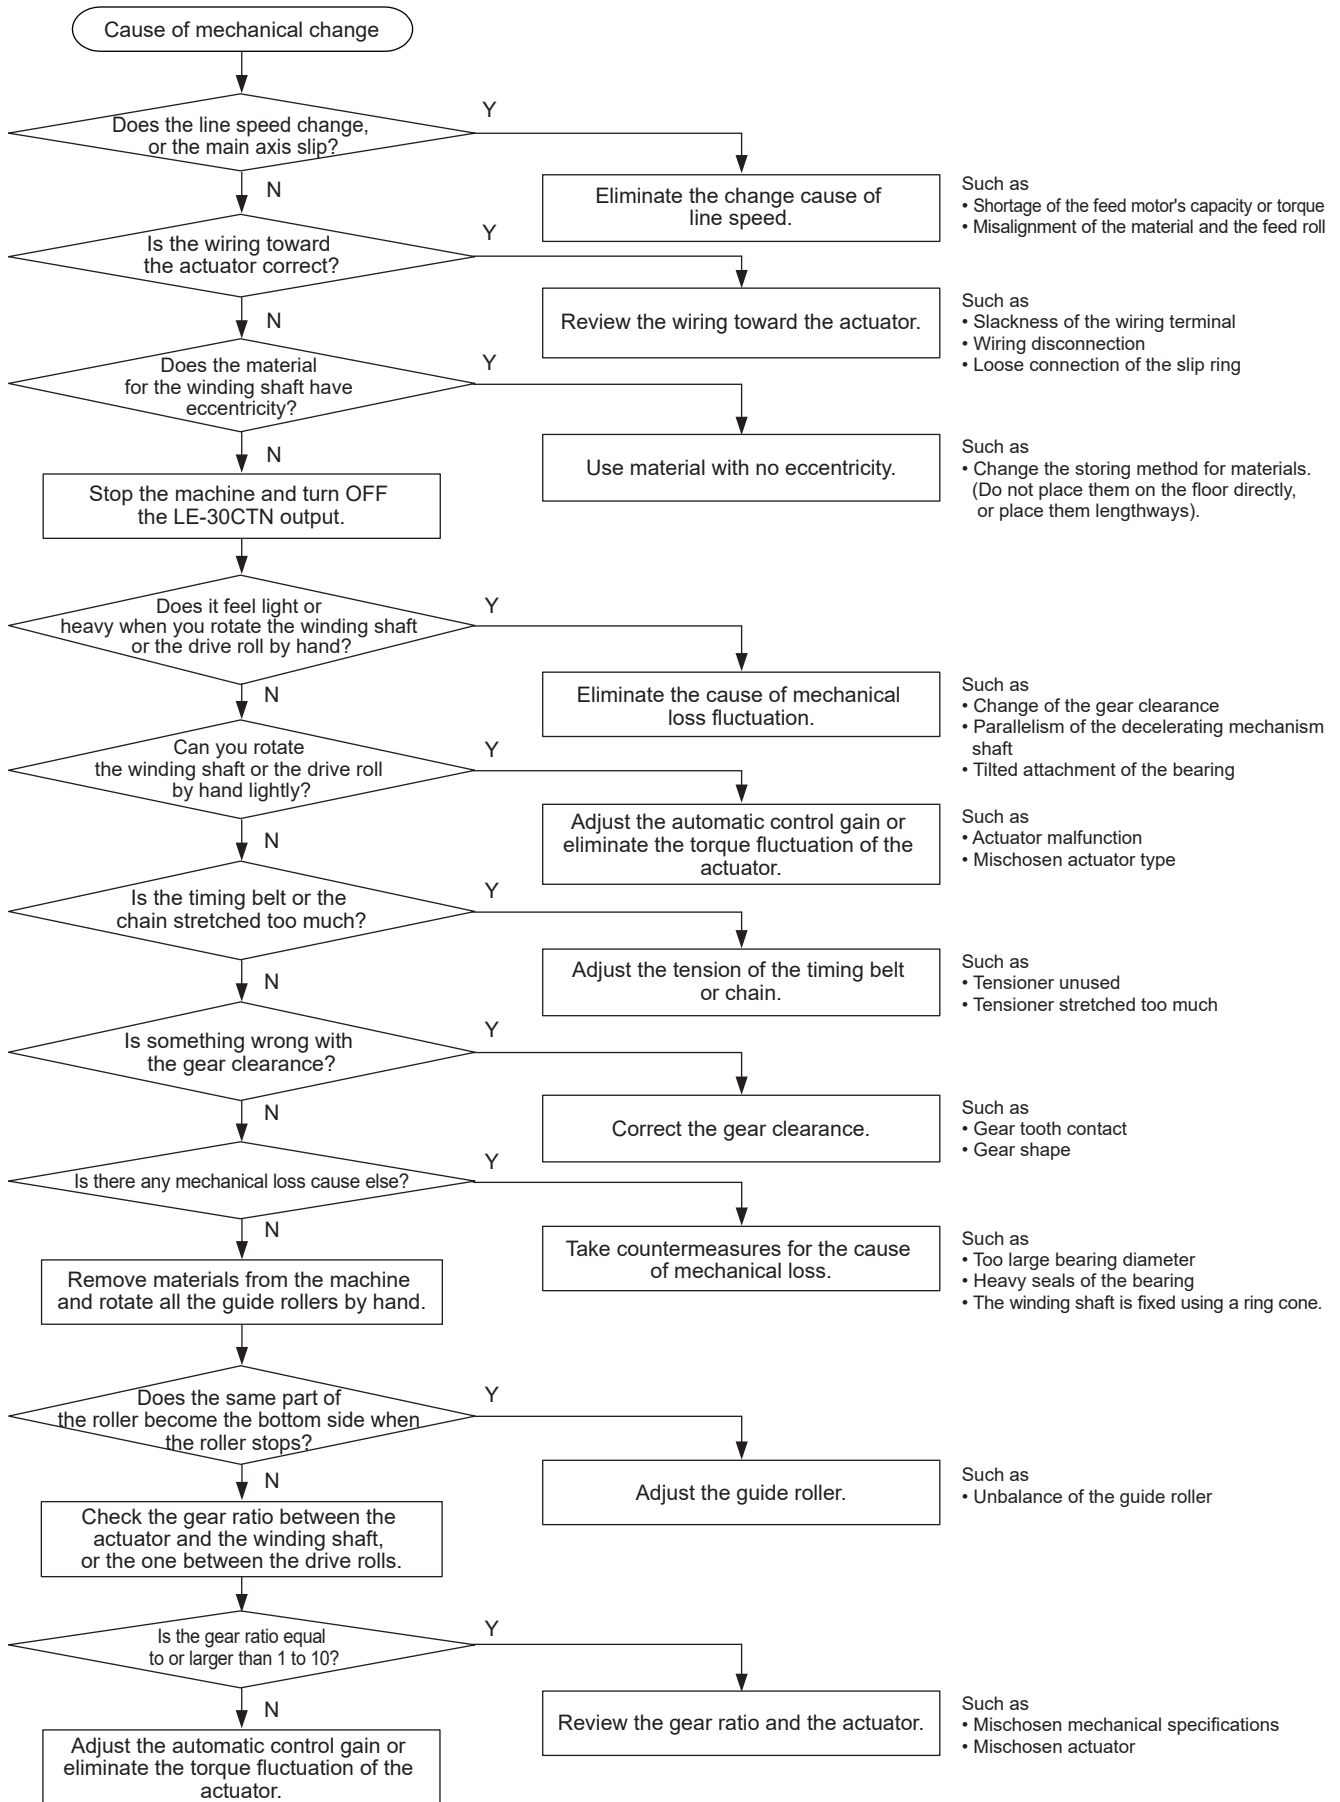 Cause of mechanical change
Y
Does the line speed change,
or the main axis slip?
N
Eliminate the change cause of
line speed.
Such as
• Shortage of the feed motor's capacity or torque
• Misalignment of the material and the feed roll
Y
Is the wiring toward
the actuator correct?
N
Review the wiring toward the actuator.
Such as
• Slackness of the wiring terminal
• Wiring disconnection
• Loose connection of the slip ring
Y
Does the material
for the winding shaft have
eccentricity?
N
Use material with no eccentricity.
Such as
• Change the storing method for materials.
(Do not place them on the floor directly,
or place them lengthways).
Stop the machine and turn OFF
the LE-30CTN output.
Y
Does it feel light or
heavy when you rotate the winding shaft
or the drive roll by hand?
N
Eliminate the cause of mechanical
loss fluctuation.
Such as
• Change of the gear clearance
• Parallelism of the decelerating mechanism
shaft
• Tilted attachment of the bearing
Y
Can you rotate
the winding shaft or the drive roll
by hand lightly?
N
Adjust the automatic control gain or
eliminate the torque fluctuation of the
actuator.
Such as
• Actuator malfunction
• Mischosen actuator type
Y
Is the timing belt or the
chain stretched too much?
N
Adjust the tension of the timing belt
or chain.
Such as
• Tensioner unused
• Tensioner stretched too much
Y
Is something wrong with
the gear clearance?
N
Correct the gear clearance.
Such as
• Gear tooth contact
• Gear shape
Y
Is there any mechanical loss cause else?
N
Take countermeasures for the cause
of mechanical loss.
Such as
• Too large bearing diameter
• Heavy seals of the bearing
• The winding shaft is fixed using a ring cone.
Remove materials from the machine
and rotate all the guide rollers by hand.
Y
Does the same part of
the roller become the bottom side when
the roller stops?
N
Adjust the guide roller.
Such as
• Unbalance of the guide roller
Check the gear ratio between the
actuator and the winding shaft,
or the one between the drive rolls.
Y
Is the gear ratio equal
to or larger than 1 to 10?
N
Review the gear ratio and the actuator.
Such as
• Mischosen mechanical specifications
• Mischosen actuator
Adjust the automatic control gain or
eliminate the torque fluctuation of the
actuator.